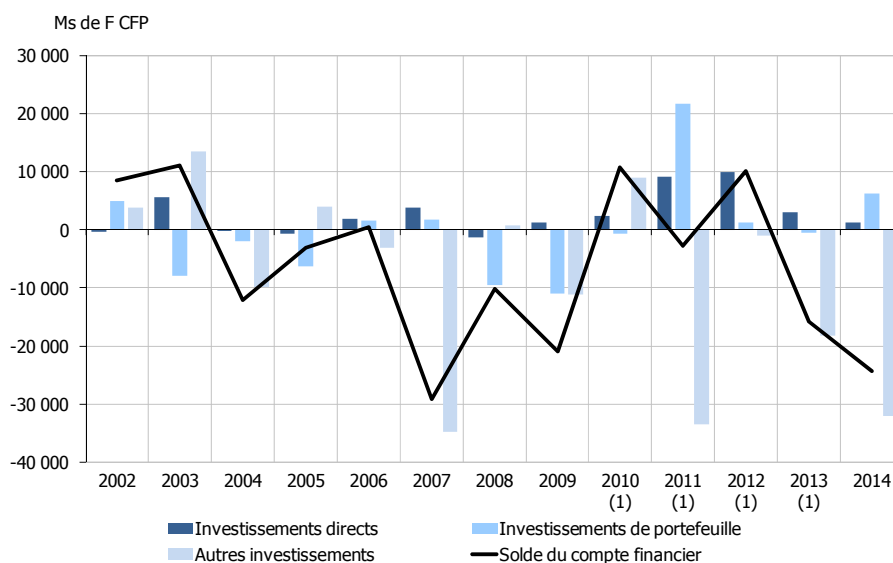 Ms de F CFP
30 000
20 000
10 000
0
-10 000
-20 000
-30 000
-40 000
2002 2003 2004 2005 2006 2007 2008 2009 2010 2011 2012 2013 2014
(1) (1) (1) (1)
Investissements directs Investissements de portefeuille
Autres investissements Solde du compte financier